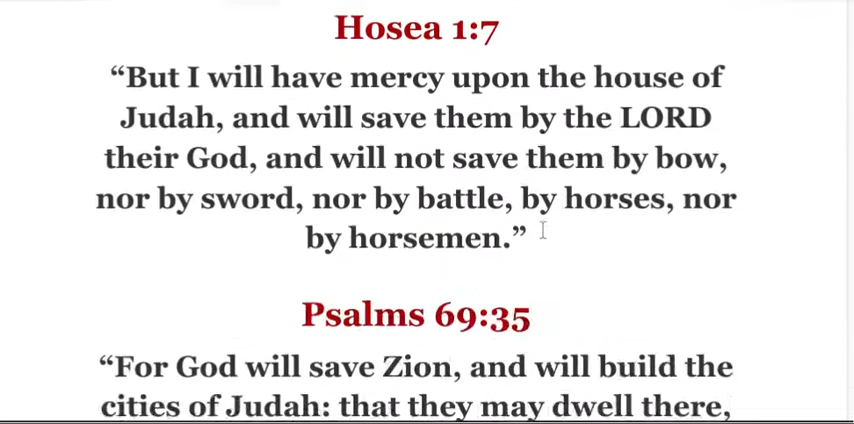 Hosea 1:7
“But I will have mercy upon the house of
Judah, and will save them by the LORD
their God, and will not save them by bow,
nor by sword, nor by battle, by horses, nor
by horsemen.”
Psalms 69:35
“For God will save Zion, and will build the
cities of Judah: that they may dwell there,